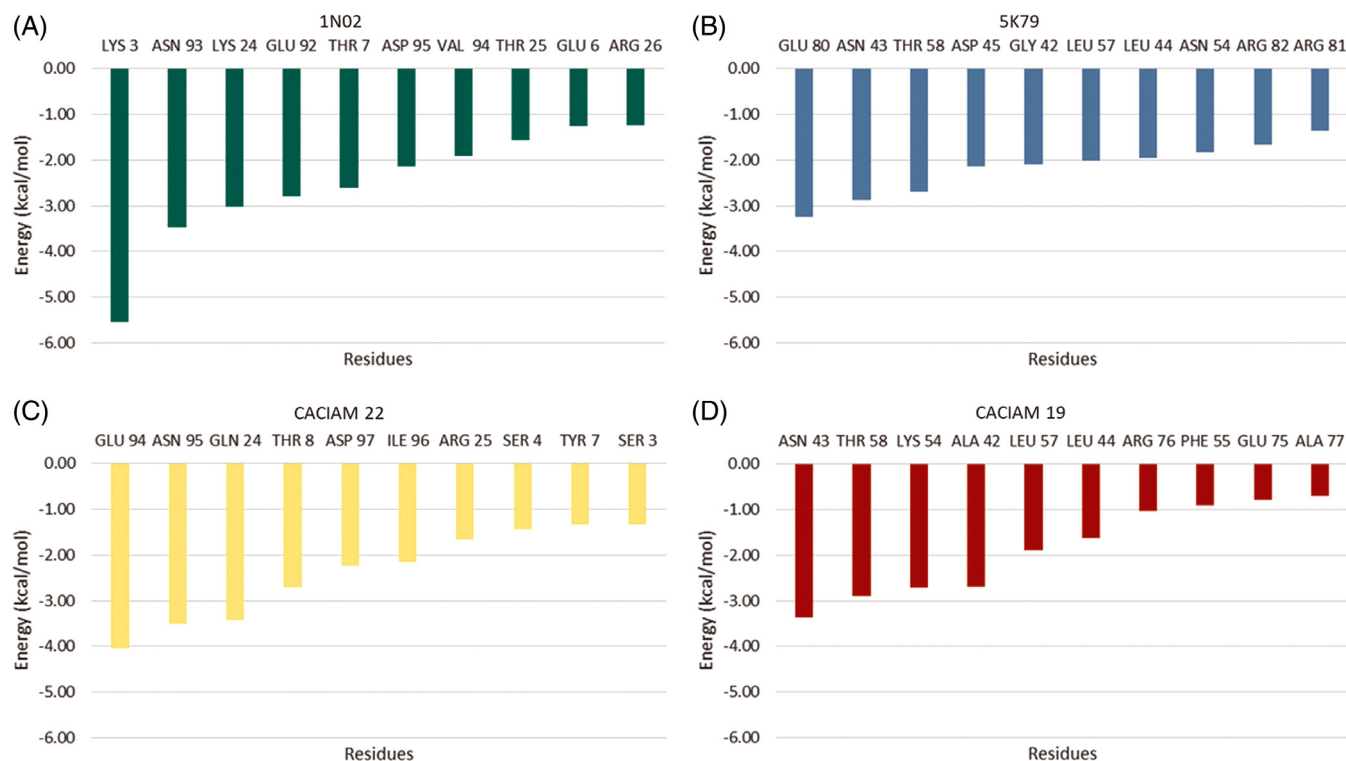 (A)
1N02
LYS 3 ASN 93 LYS 24 GLU 92 THR 7 ASP 95 VAL 94 THR 25 GLU 6 ARG 26
0.00
-1.00
-2.00
-3.00
-4.00
-5.00
-6.00
Energy (kcal/mol)
Residues
(B)
5K79
GLU 80 ASN 43 THR 58 ASP 45 GLY 42 LEU 57 LEU 44 ASN 54 ARG 82 ARG 81
0.00
-1.00
-2.00
-3.00
-4.00
-5.00
-6.00
Energy (kcal/mol)
Residues
(C)
CACIAM 22
GLU 94 ASN 95 GLN 24 THR 8 ASP 97 ILE 96 ARG 25 SER 4 TYR 7 SER 3
0.00
-1.00
-2.00
-3.00
-4.00
-5.00
-6.00
Energy (kcal/mol)
Residues
(D)
CACIAM 19
ASN 43 THR 58 LYS 54 ALA 42 LEU 57 LEU 44 ARG 76 PHE 55 GLU 75 ALA 77
0.00
-1.00
-2.00
-3.00
-4.00
-5.00
-6.00
Energy (kcal/mol)
Residues